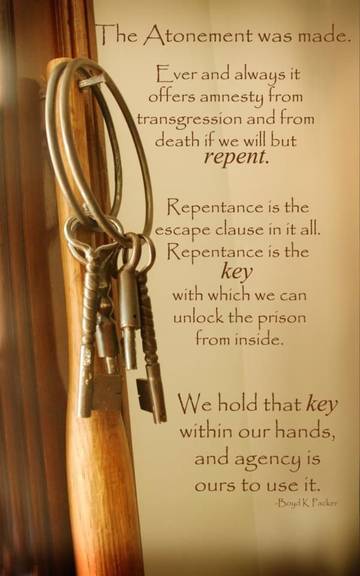 The Atonement was made.
Ever and always it
offers amnesty from
transgression and from
death if we will but
repent.
Repentance is the
escape clause in it all.
Repentance is the
key
with which we can
unlock the prison
from inside.
We hold that key
within our hands,
and agency is
ours to use it.
-Boyd K Packer